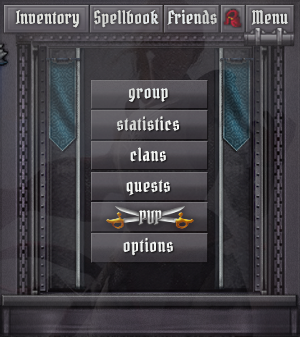 Inventory Spellbook Friends Menu
group
statistics
clans
quests
pvp
options